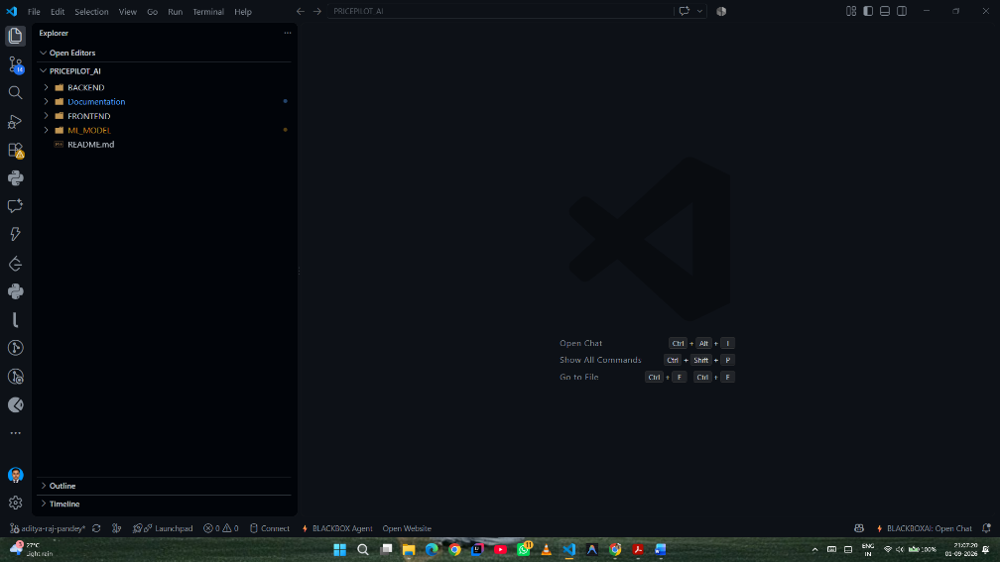 File Edit Selection View Go Run Terminal Help
PRICEPILOT_AI
Explorer
Open Editors
PRICEPILOT_AI
BACKEND
Documentation
FRONTEND
ML_MODEL
README.md
14
Open Chat Ctrl + Alt + I
Show All Commands Ctrl + Shift + P
Go to File Ctrl + E Ctrl + E
Outline
Timeline
aditya-raj-pandey* Launchpad 0 0 Connect BLACKBOX Agent Open Website BLACKBOXAI: Open Chat
27°C
Light rain
11
ENG
IN
100%
21:07:20
01-09-2026